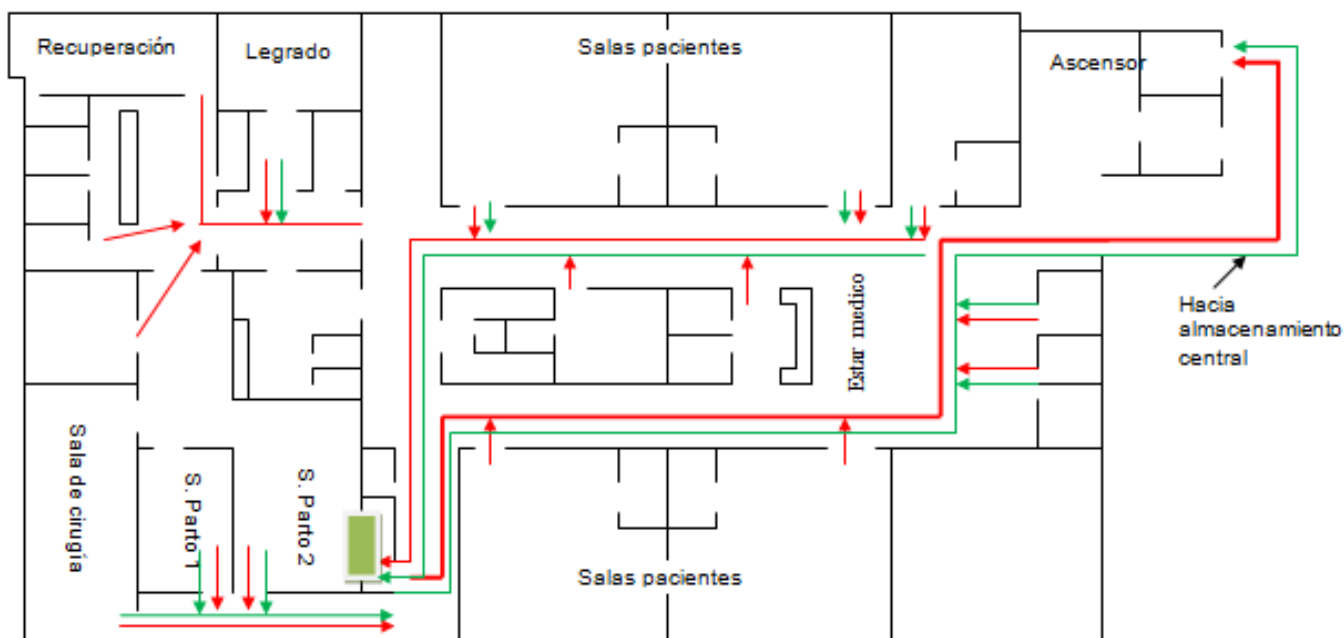 Recuperación
Legrado
Salas pacientes
Ascensor
Hacia
almacenamiento
central
Estar medico
Sala de cirugía
S. Parto 1
S. Parto 2
Salas pacientes